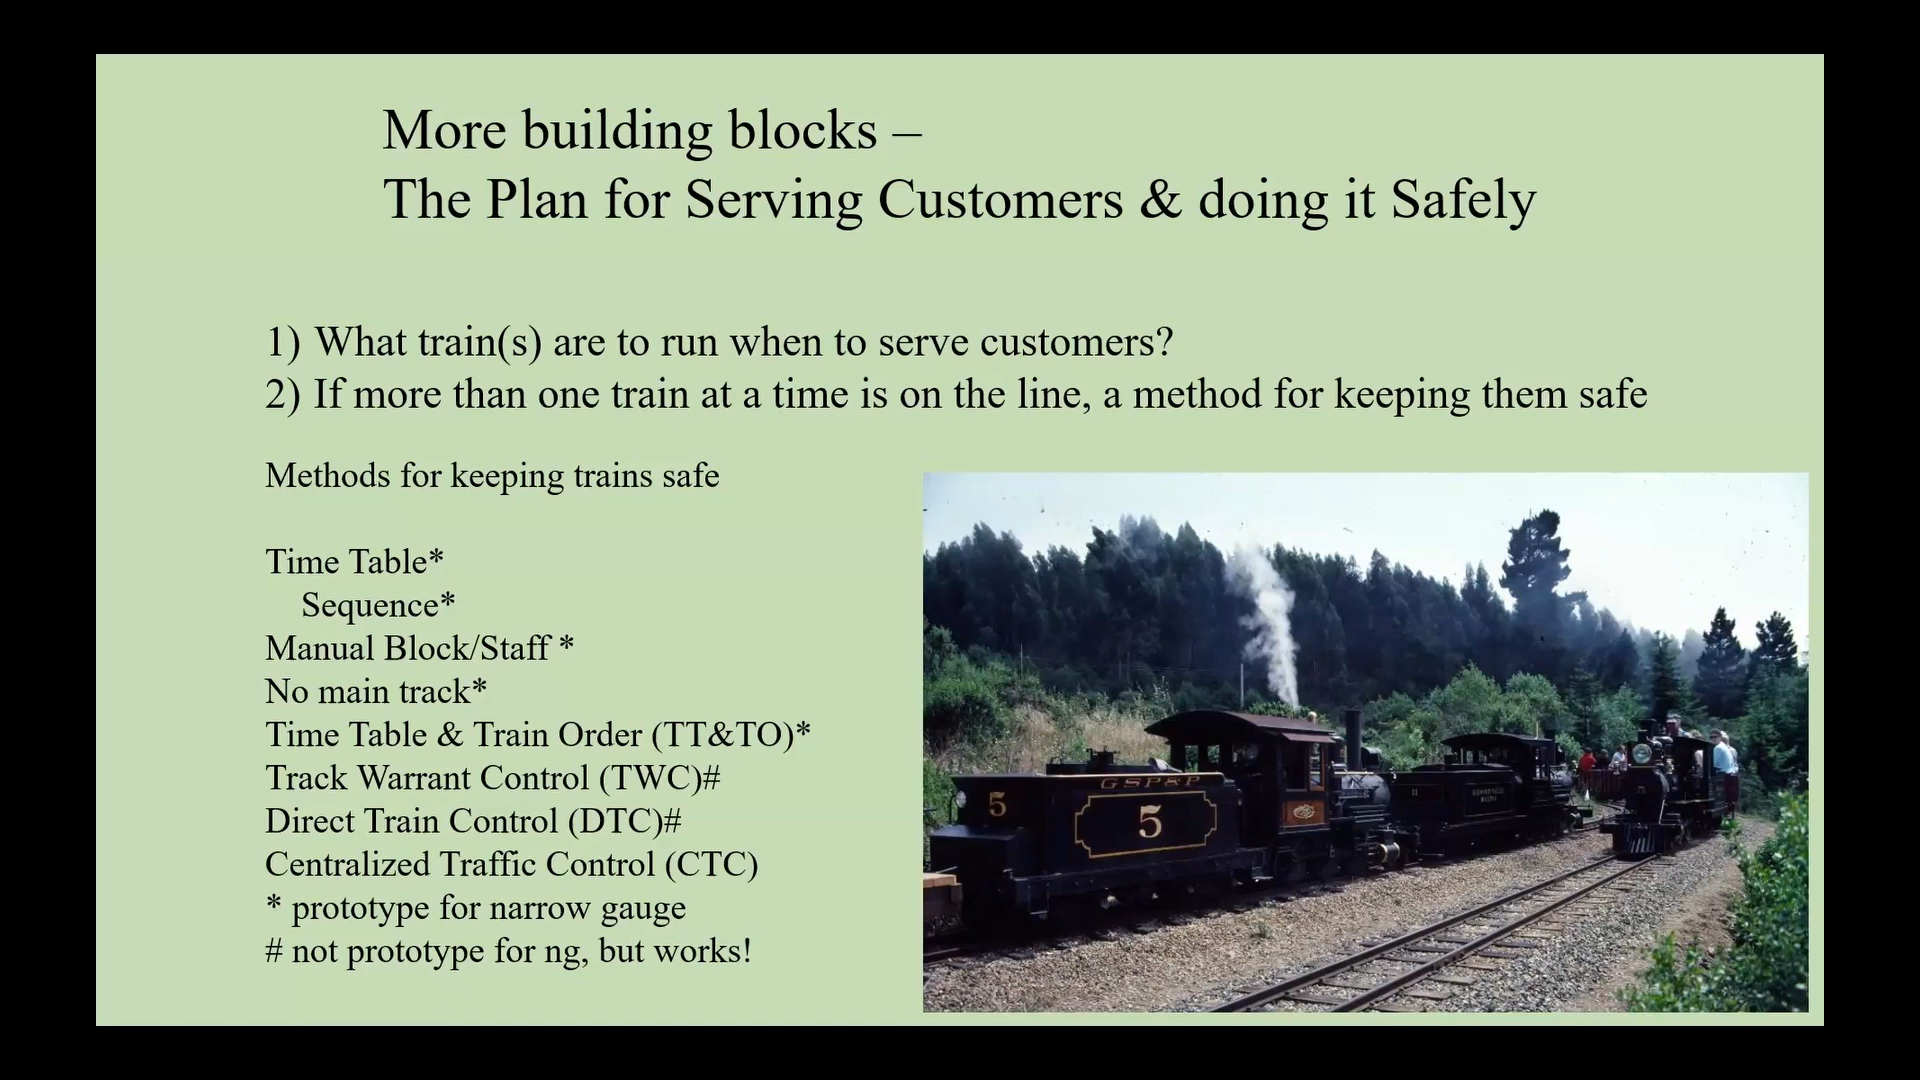 More building blocks –
The Plan for Serving Customers & doing it Safely
1) What train(s) are to run when to serve customers?
2) If more than one train at a time is on the line, a method for keeping them safe
Methods for keeping trains safe
Time Table*
Sequence*
Manual Block/Staff *
No main track*
Time Table & Train Order (TT&TO)*
Track Warrant Control (TWC)#
Direct Train Control (DTC)#
Centralized Traffic Control (CTC)
* prototype for narrow gauge
# not prototype for ng, but works!
GSP&P
5
5
11